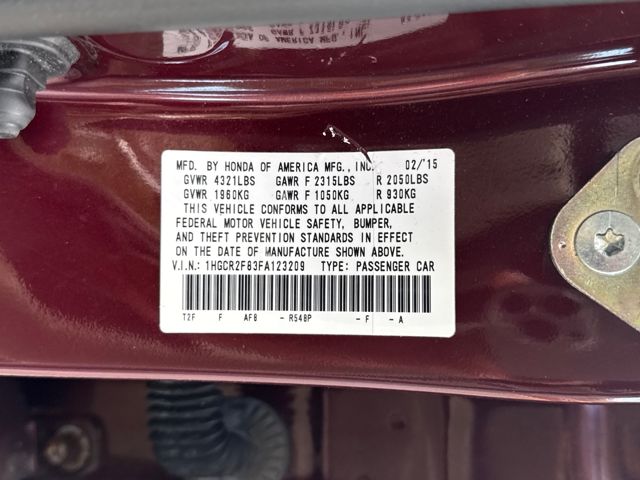 MFD. BY HONDA OF AMERICA MFG., INC. 02/'15
GVWR 4321LBS GAWR F 2315LBS R 2050LBS
GVWR 1960KG GAWR F 1050KG R 930KG
THIS VEHICLE CONFORMS TO ALL APPLICABLE
FEDERAL MOTOR VEHICLE SAFETY, BUMPER,
AND THEFT PREVENTION STANDARDS IN EFFECT
ON THE DATE OF MANUFACTURE SHOWN ABOVE.
V.I.N.: 1HGCR2F83FA123209 TYPE: PASSENGER CAR
T2F F AF8 - R548P - F - A